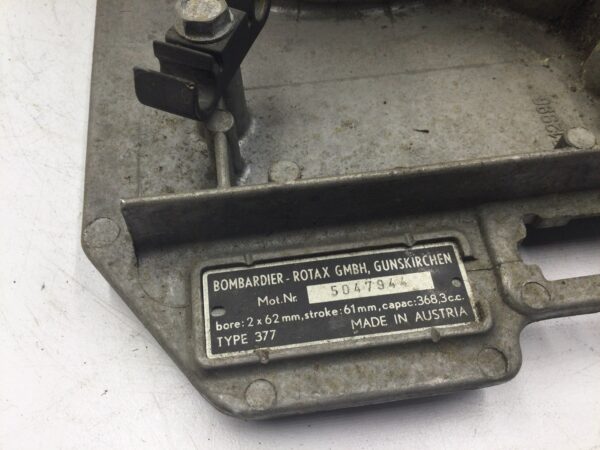 BOMBARDIER - ROTAX GMBH, GUNSKIRCHEN
Mot.Nr. 5047944
bore: 2 x 62 mm, stroke: 61 mm, capac: 368,3 c.c.
TYPE 377 MADE IN AUSTRIA